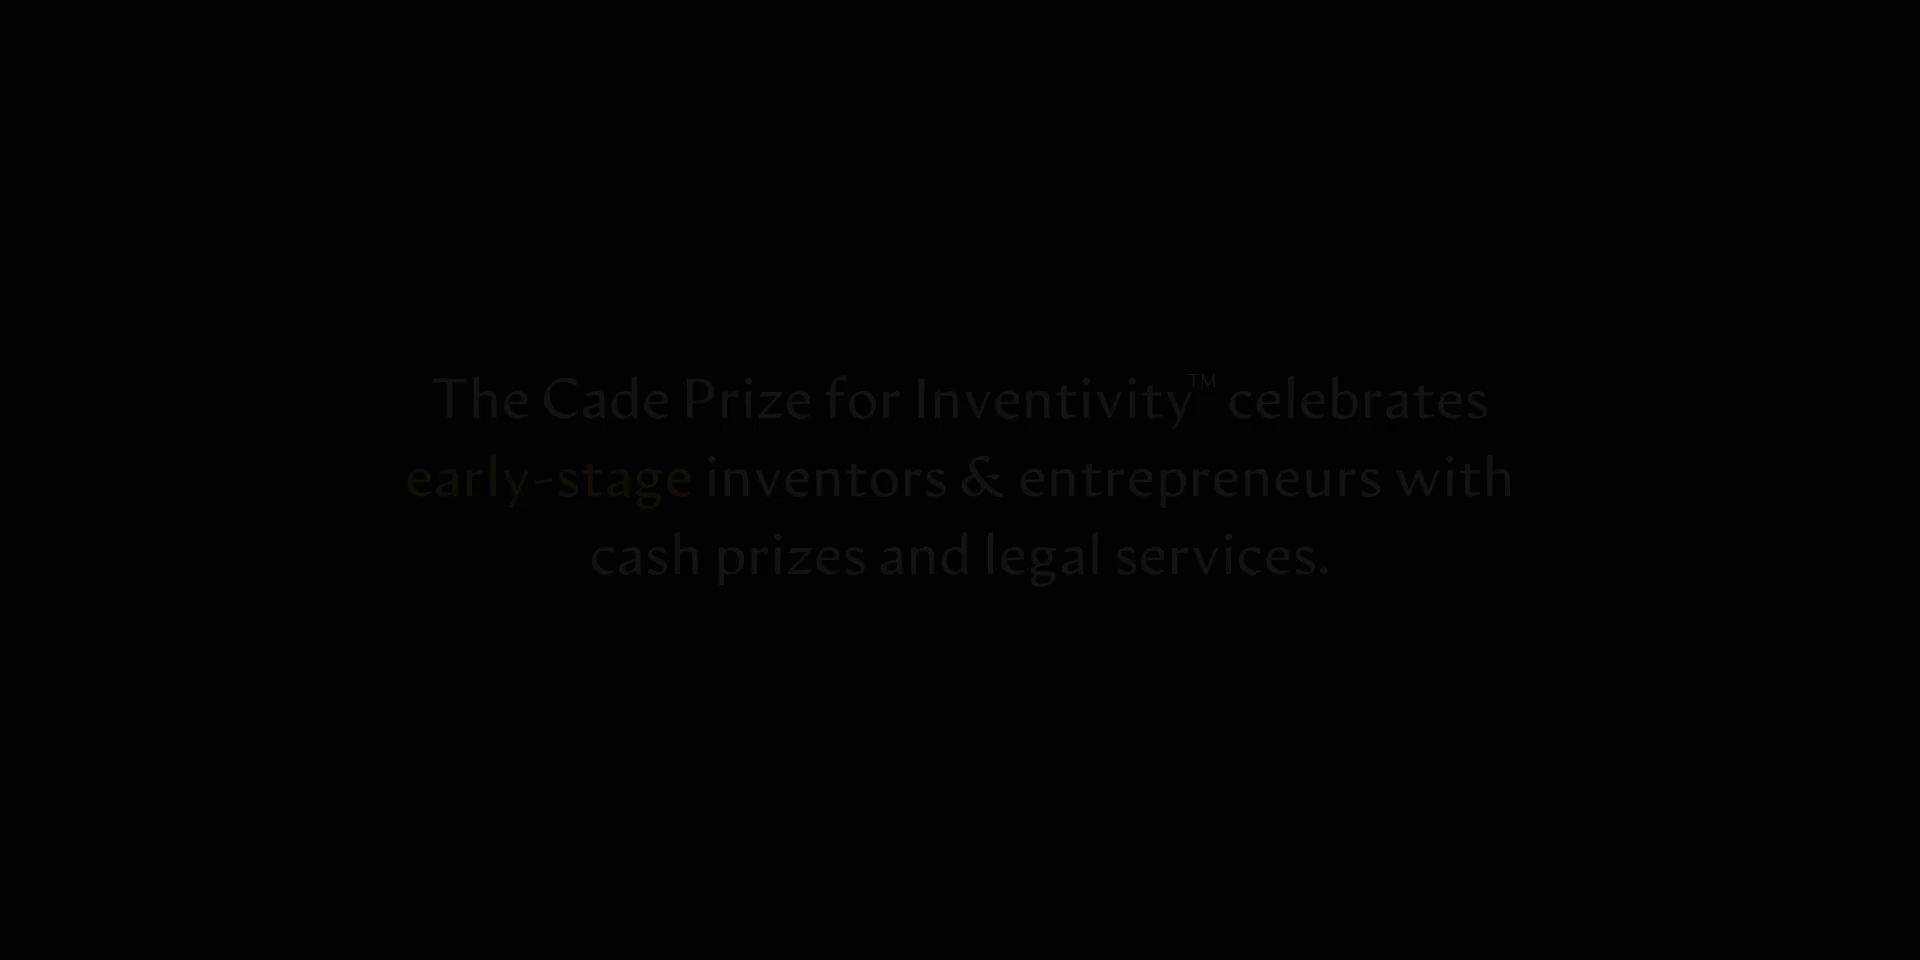 The Cade Prize for Inventivity™ celebrates
early-stage inventors & entrepreneurs with
cash prizes and legal services.